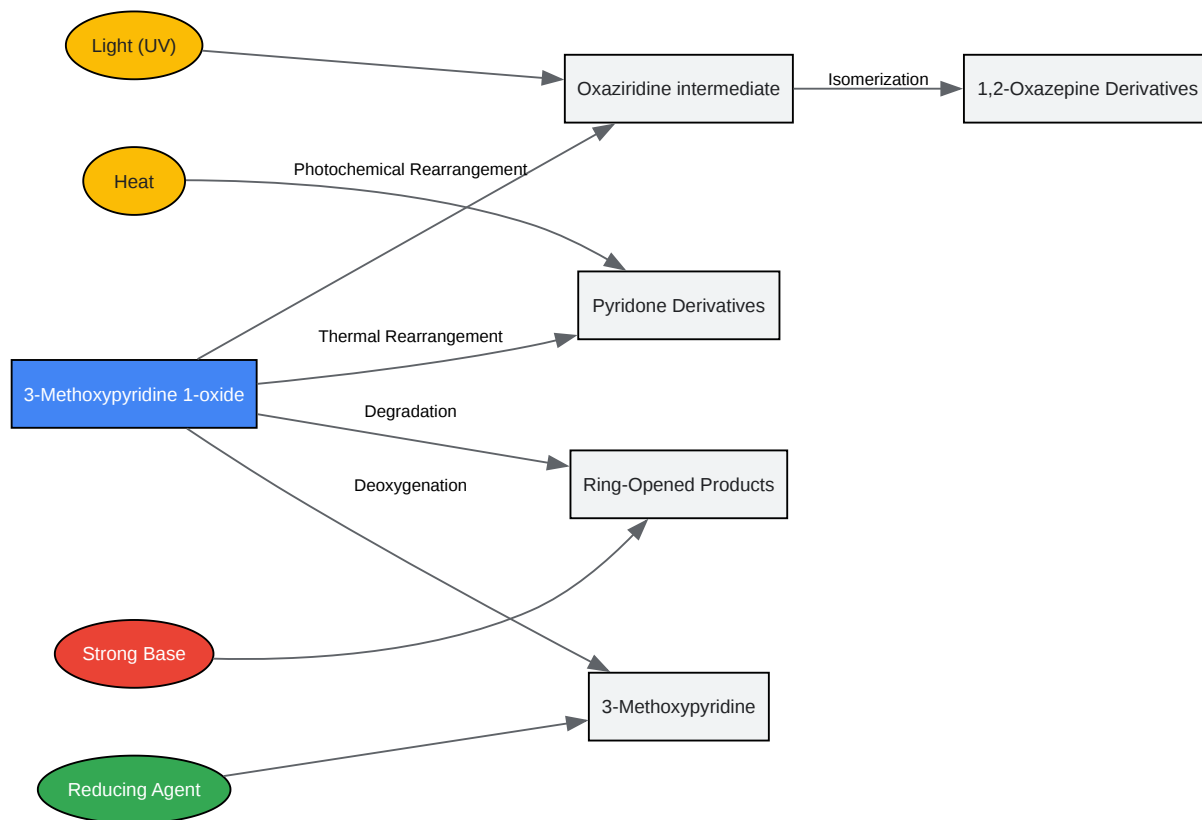 Light (UV)
Oxaziridine intermediate
Isomerization
1,2-Oxazepine Derivatives
Photochemical Rearrangement
Heat
Pyridone Derivatives
Thermal Rearrangement
3-Methoxypyridine 1-oxide
Degradation
Deoxygenation
Ring-Opened Products
Strong Base
3-Methoxypyridine
Reducing Agent